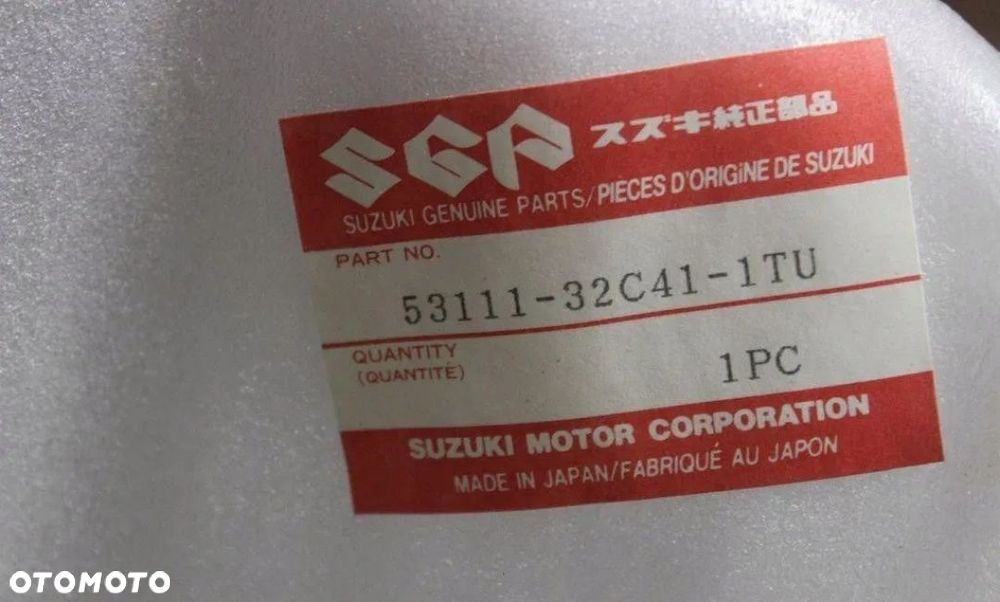 SGP スズキ純正部品
SUZUKI GENUINE PARTS/PIÈCES D'ORIGINE DE SUZUKI
PART NO.
53111-32C41-1TU
QUANTITY
(QUANTITÉ)
1PC
SUZUKI MOTOR CORPORATION
MADE IN JAPAN/FABRIQUÉ AU JAPON
OTOMOTO